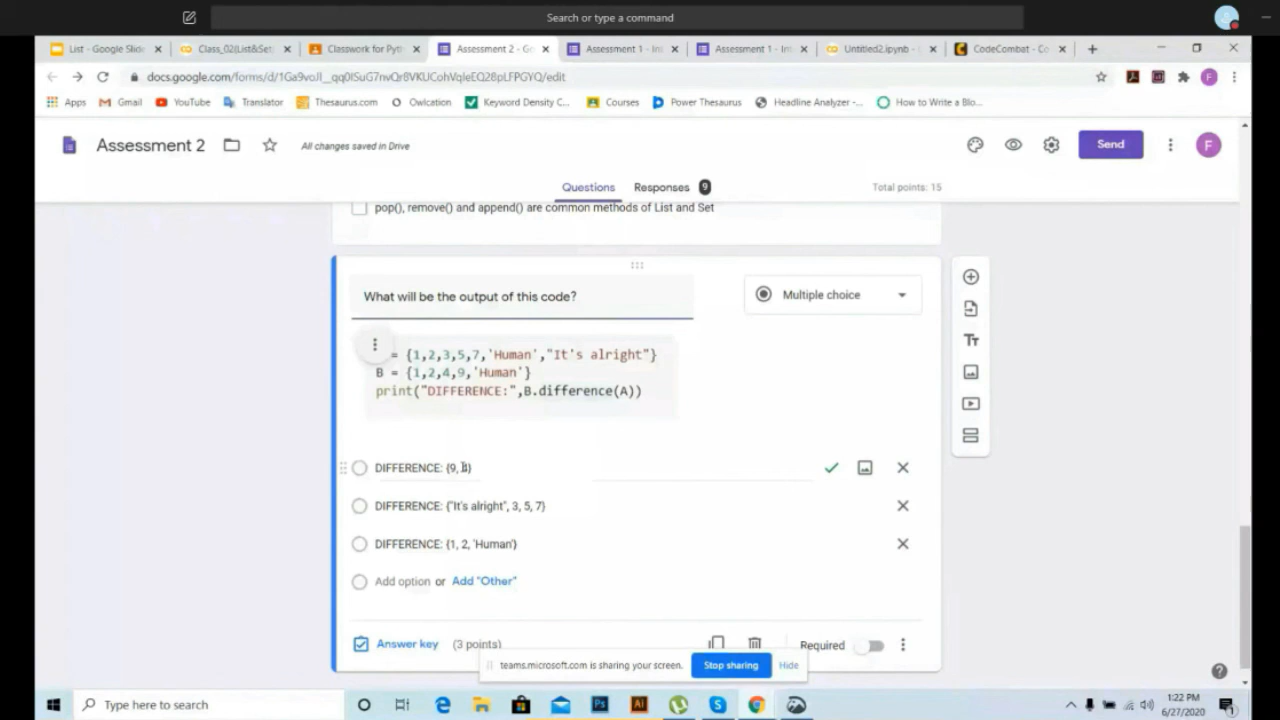 Search or type a command
List - Google Slide
Class_02(List&Set
Classwork for Pyth
Assessment 2 - Go
Assessment 1 - Int
Assessment 1 - Int
Untitled2.ipynb -
CodeCombat - Co
docs.google.com/forms/d/1Ga9voJI_qq0lSuG7nvQr8VKUCohVqleEQ28pLFPGYQ/edit
Apps
Gmail
YouTube
Translator
Thesaurus.com
Owlcation
Keyword Density C...
Courses
Power Thesaurus
Headline Analyzer -...
How to Write a Blo...
Assessment 2
All changes saved in Drive
Send
F
Questions
Responses 9
Total points: 15
pop(), remove() and append() are common methods of List and Set
What will be the output of this code?
Multiple choice
= {1,2,3,5,7,'Human',"It's alright"}
B = {1,2,4,9,'Human'}
print("DIFFERENCE:",B.difference(A))
DIFFERENCE: {9, 4}
DIFFERENCE: {"It's alright", 3, 5, 7}
DIFFERENCE: {1, 2, 'Human'}
Add option or Add "Other"
Answer key (3 points)
Required
teams.microsoft.com is sharing your screen.
Stop sharing
Hide
Type here to search
1:22 PM
6/27/2020